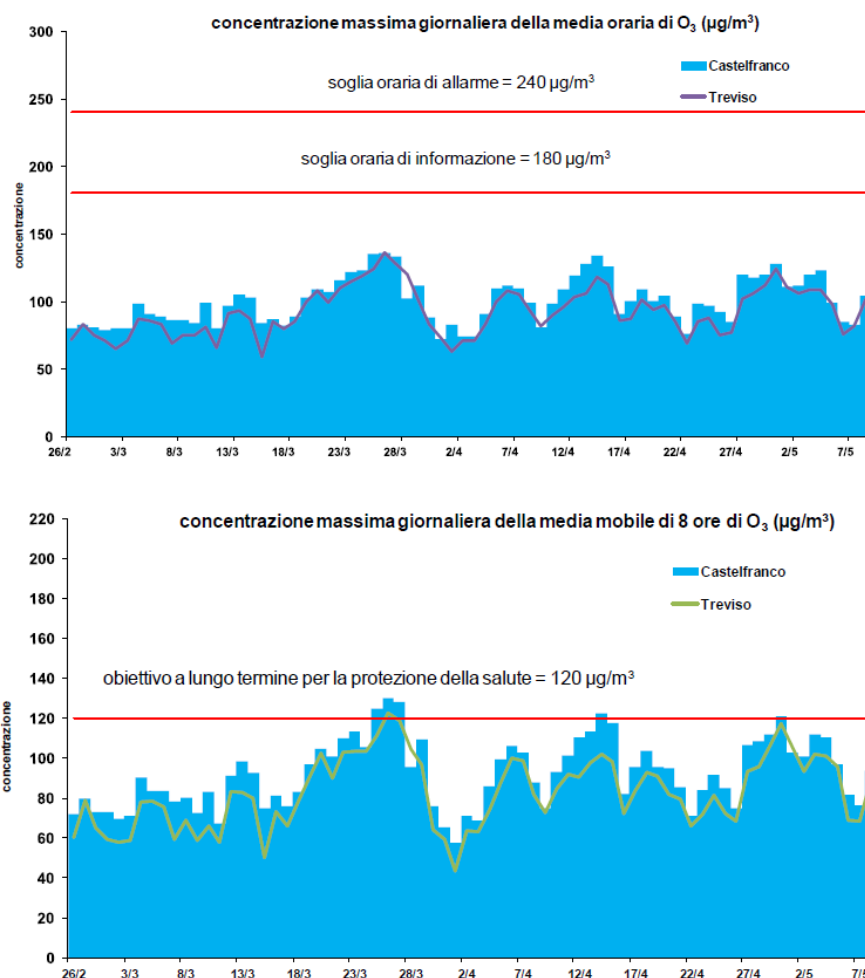 concentrazione massima giornaliera della media oraria di O₃ (µg/m³)
300
250
200
150
100
50
0
concentrazione
soglia oraria di allarme = 240 µg/m³
Castelfranco
Treviso
soglia oraria di informazione = 180 µg/m³
26/2 3/3 8/3 13/3 18/3 23/3 28/3 2/4 7/4 12/4 17/4 22/4 27/4 2/5 7/5
concentrazione massima giornaliera della media mobile di 8 ore di O₃ (µg/m³)
220
200
180
160
140
120
100
80
60
40
20
0
concentrazione
Castelfranco
Treviso
obiettivo a lungo termine per la protezione della salute = 120 µg/m³
26/2 3/3 8/3 13/3 18/3 23/3 28/3 2/4 7/4 12/4 17/4 22/4 27/4 2/5 7/5